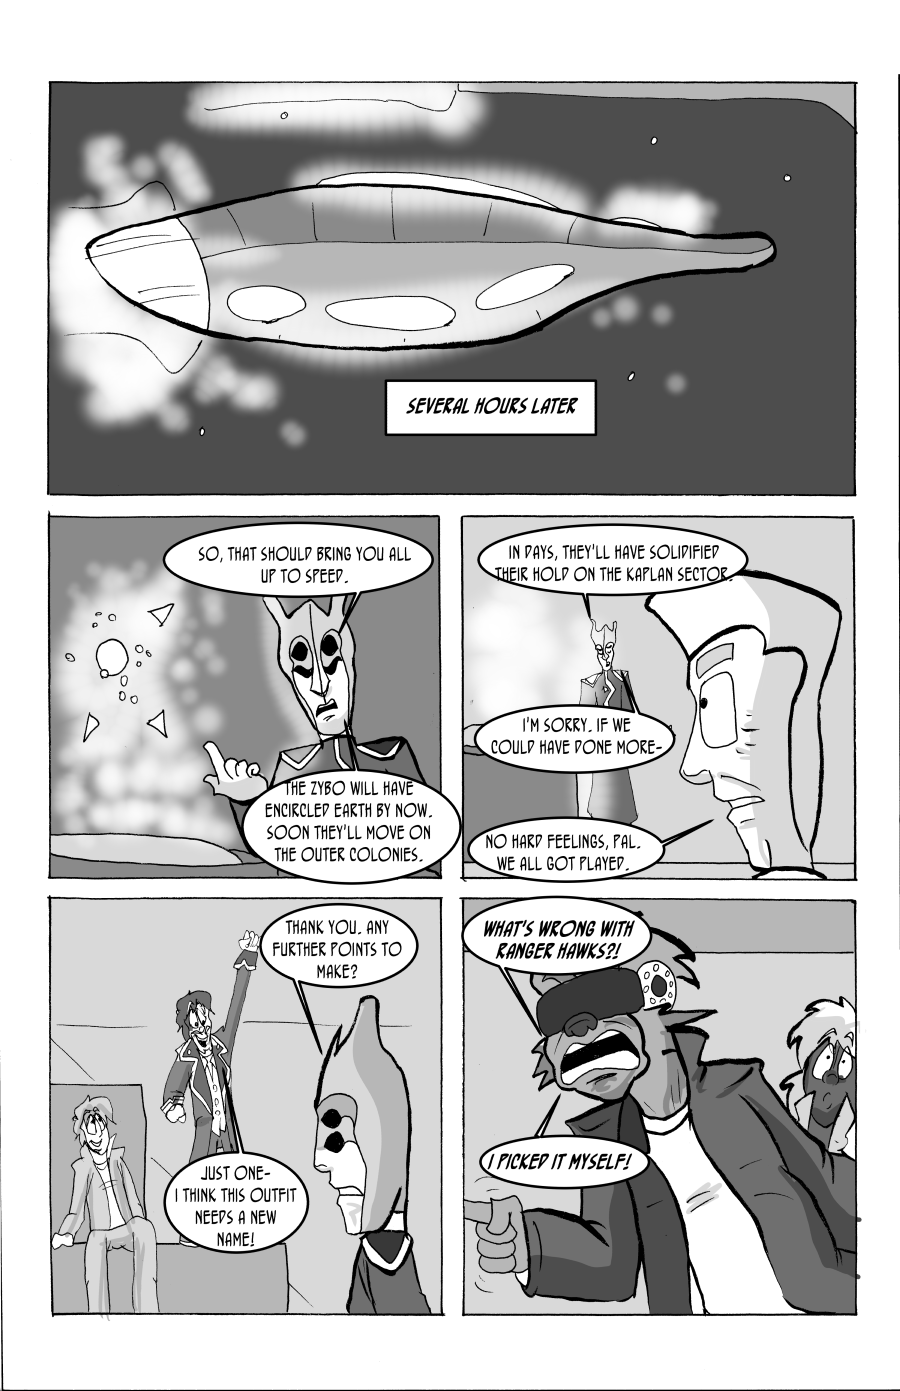 SEVERAL HOURS LATER
SO, THAT SHOULD BRING YOU ALL
UP TO SPEED.
THE ZYBO WILL HAVE
ENCIRCLED EARTH BY NOW.
SOON THEY'LL MOVE ON
THE OUTER COLONIES.
IN DAYS, THEY'LL HAVE SOLIDIFIED
THEIR HOLD ON THE KAPLAN SECTOR.
I'M SORRY. IF WE
COULD HAVE DONE MORE-
NO HARD FEELINGS, PAL.
WE ALL GOT PLAYED.
THANK YOU. ANY
FURTHER POINTS TO
MAKE?
JUST ONE-
I THINK THIS OUTFIT
NEEDS A NEW
NAME!
WHAT'S WRONG WITH
RANGER HAWKS?!
I PICKED IT MYSELF!